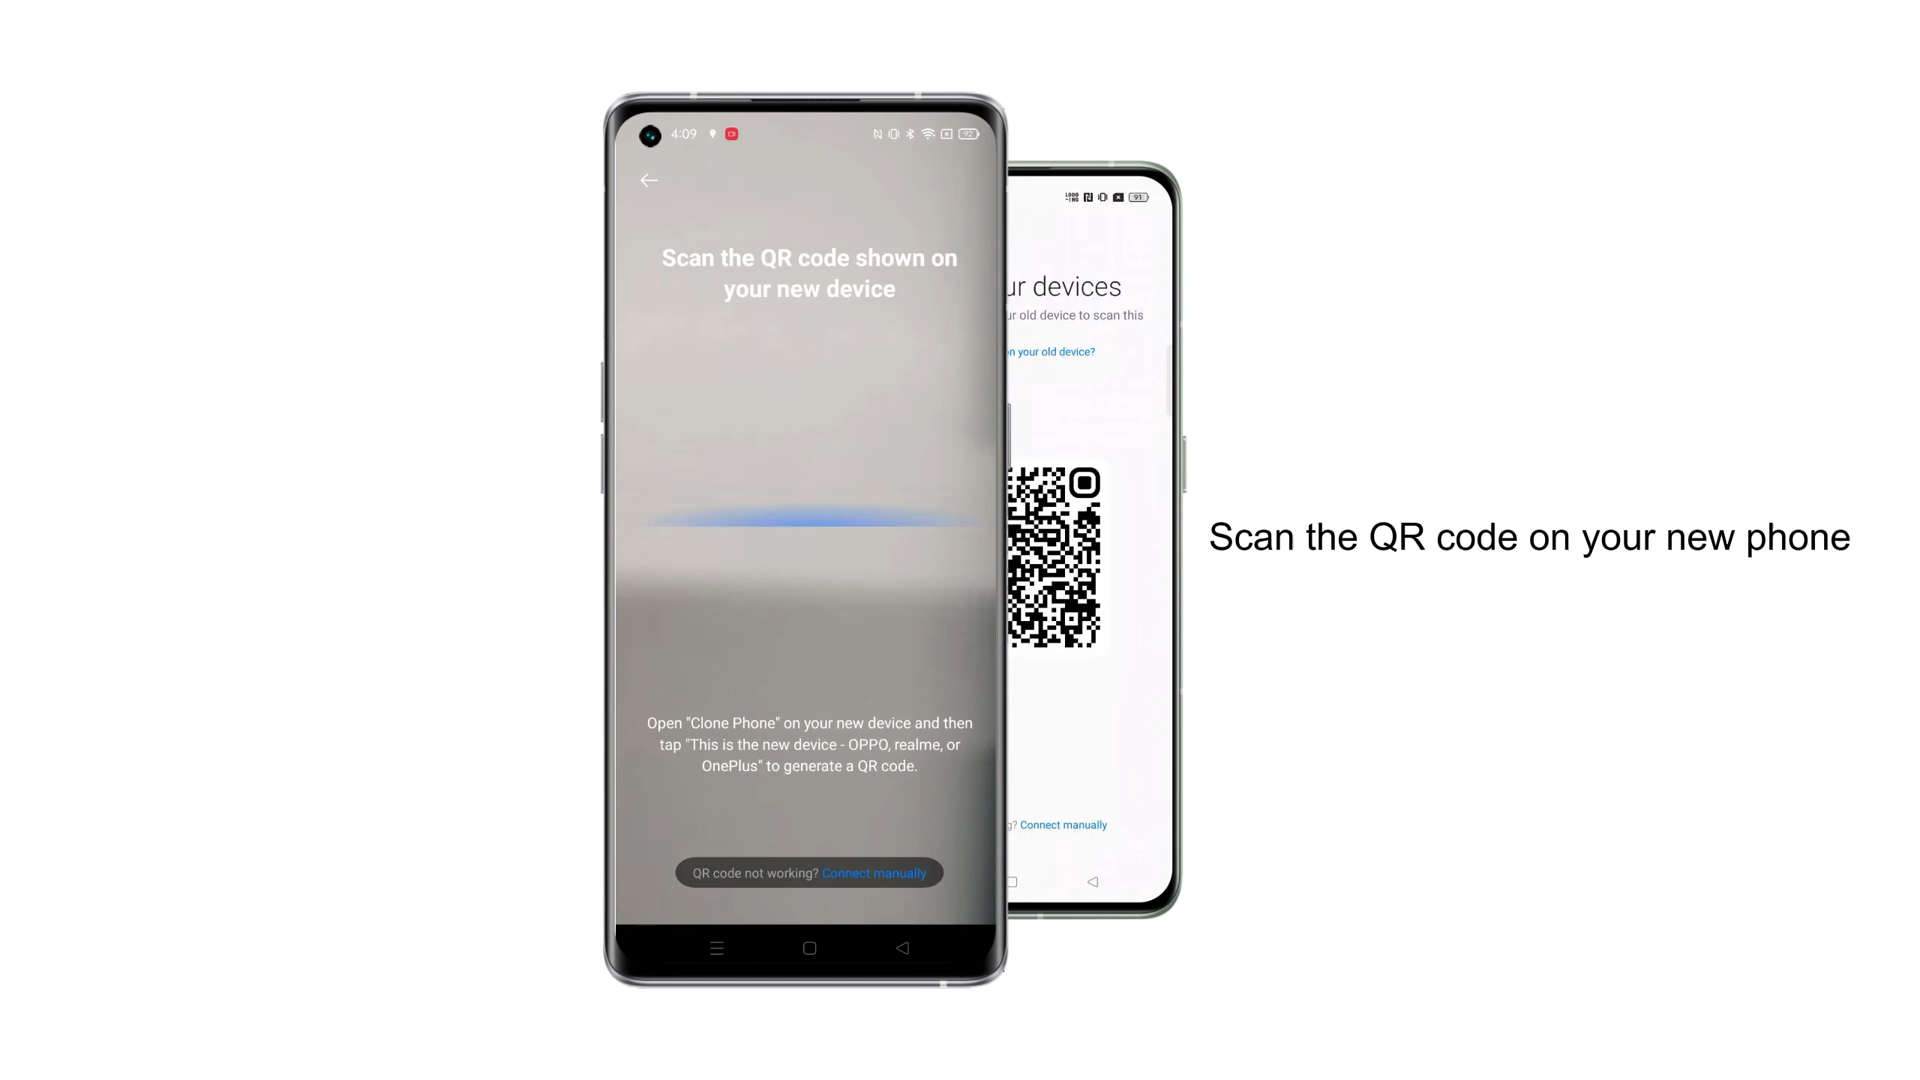 4:09
92
Scan the QR code shown on
your new device
Open "Clone Phone" on your new device and then
tap "This is the new device - OPPO, realme, or
OnePlus" to generate a QR code.
QR code not working? Connect manually
91
ur devices
ur old device to scan this
n your old device?
g? Connect manually
Scan the QR code on your new phone